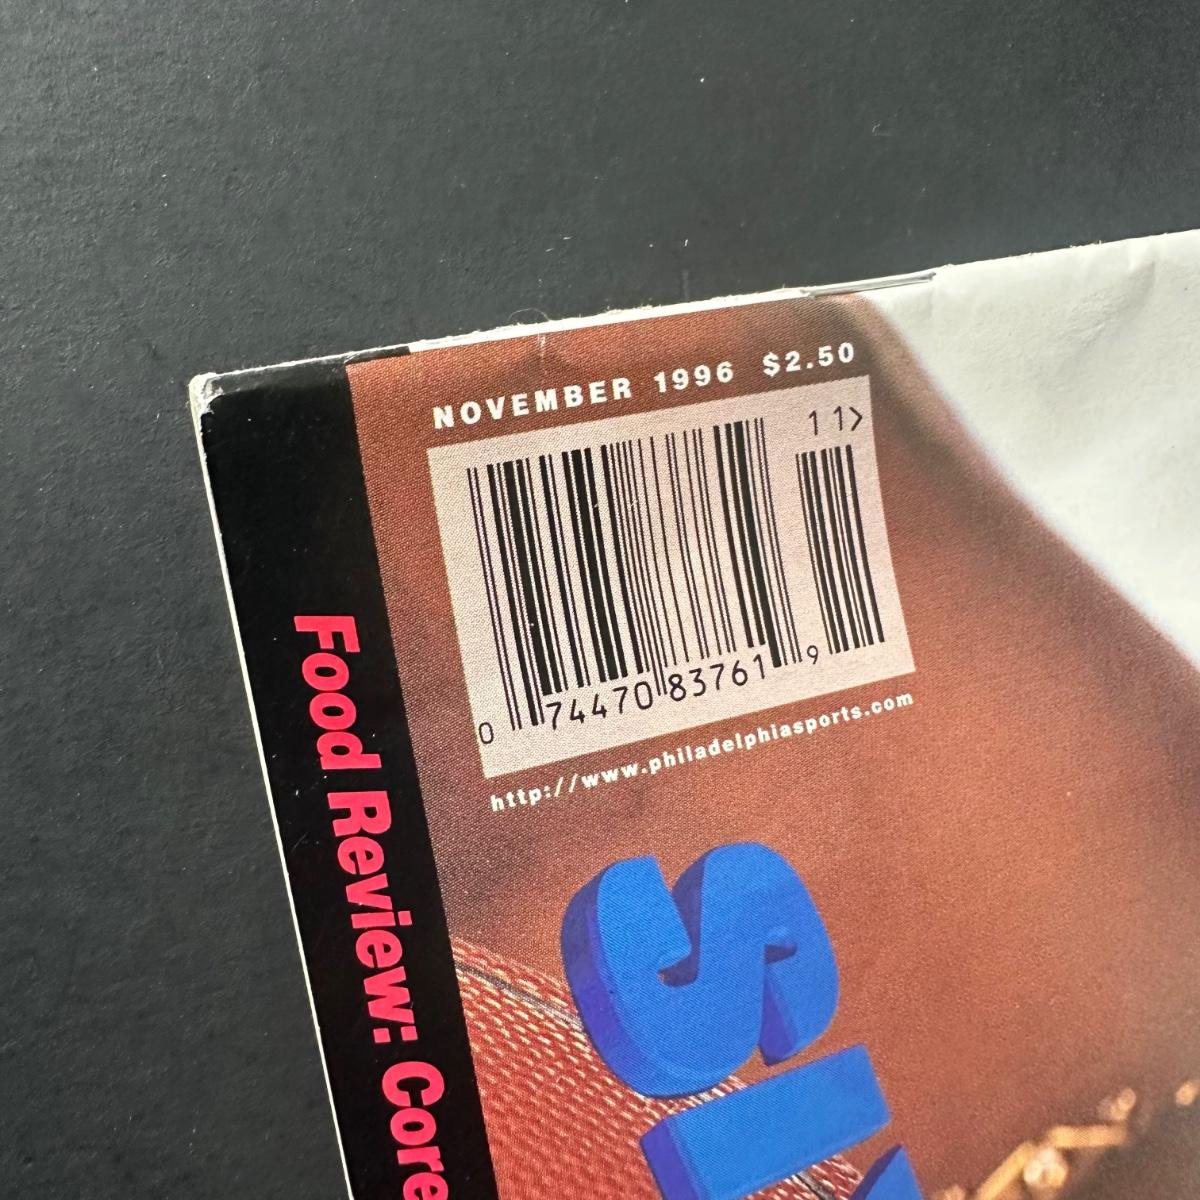 NOVEMBER 1996 $2.50
11>
0 74470 83761 9
http://www.philadelphiasports.com
Food Review: Core